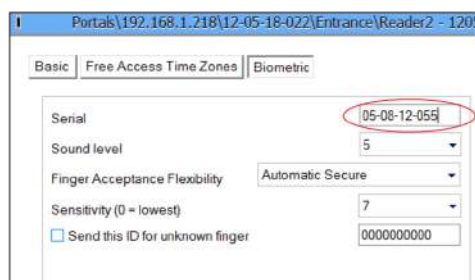 Portals\192.168.1.218\12-05-18-022\Entrance\Reader2 - 120
Basic Free Access Time Zones Biometric
Serial 05-08-12-055
Sound level 5
Finger Acceptance Flexibility Automatic Secure
Sensitivity (0 = lowest) 7
Send this ID for unknown finger 0000000000